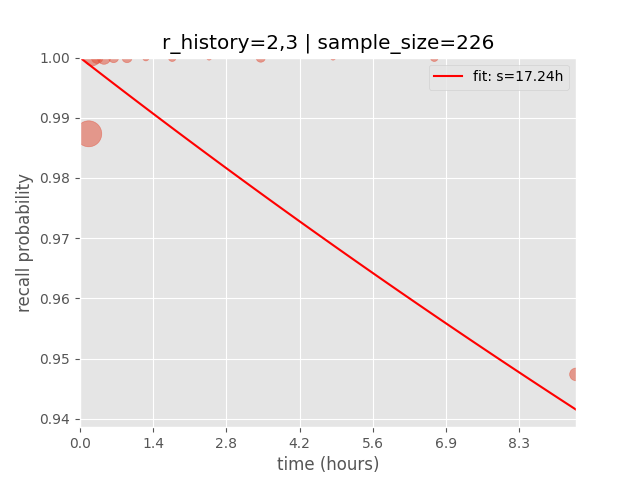 r_history=2,3 | sample_size=226
fit: s=17.24h
1.00
0.99
0.98
0.97
0.96
0.95
0.94
recall probability
0.0 1.4 2.8 4.2 5.6 6.9 8.3
time (hours)